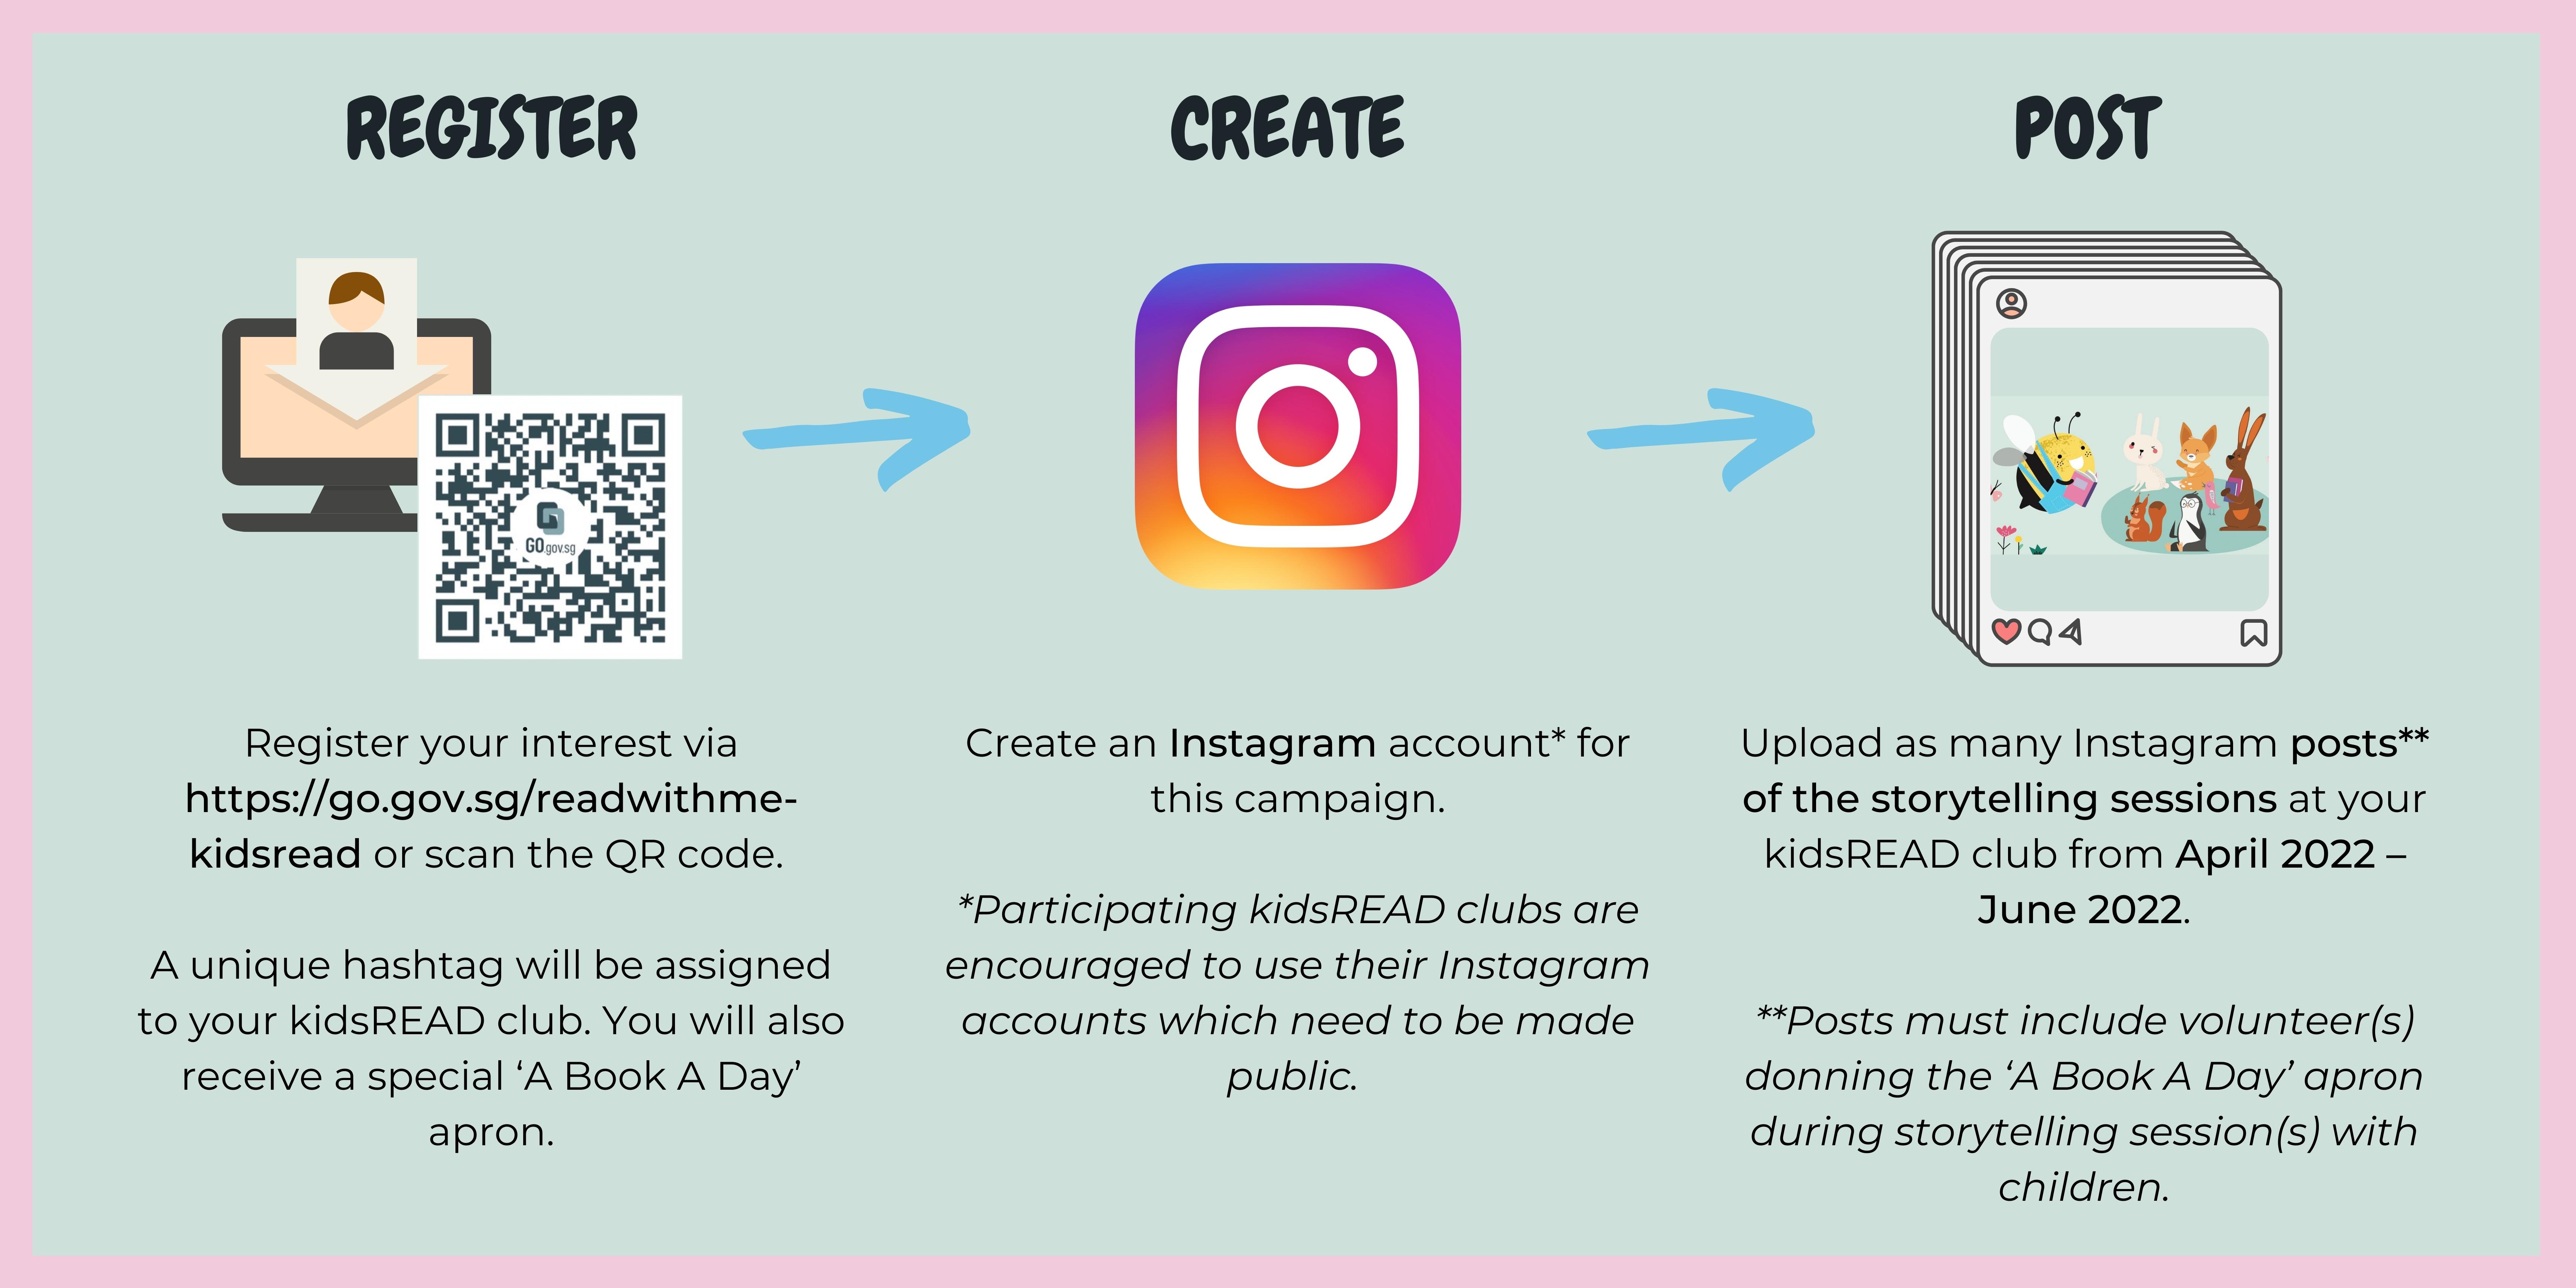 REGISTER
GO.gov.sg
Register your interest via
https://go.gov.sg/readwithme-
kidsread or scan the QR code.
A unique hashtag will be assigned
to your kidsREAD club. You will also
receive a special ‘A Book A Day’
apron.
CREATE
Create an Instagram account* for
this campaign.
*Participating kidsREAD clubs are
encouraged to use their Instagram
accounts which need to be made
public.
POST
Upload as many Instagram posts**
of the storytelling sessions at your
kidsREAD club from April 2022 –
June 2022.
**Posts must include volunteer(s)
donning the ‘A Book A Day’ apron
during storytelling session(s) with
children.